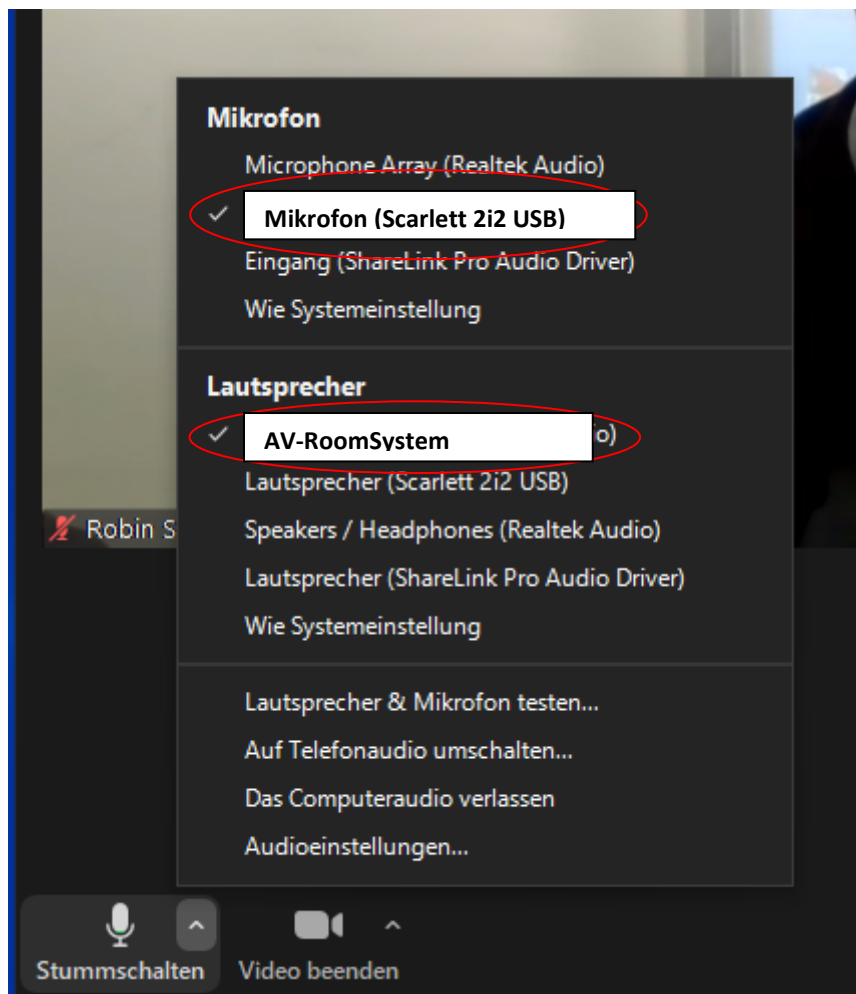 Mikrofon
Microphone Array (Realtek Audio)
Mikrofon (Scarlett 2i2 USB)
Eingang (ShareLink Pro Audio Driver)
Wie Systemeinstellung
Lautsprecher
AV-RoomSystem o)
Lautsprecher (Scarlett 2i2 USB)
Robin S
Speakers / Headphones (Realtek Audio)
Lautsprecher (ShareLink Pro Audio Driver)
Wie Systemeinstellung
Lautsprecher & Mikrofon testen...
Auf Telefonaudio umschalten...
Das Computeraudio verlassen
Audioeinstellungen...
Stummschalten
Video beenden